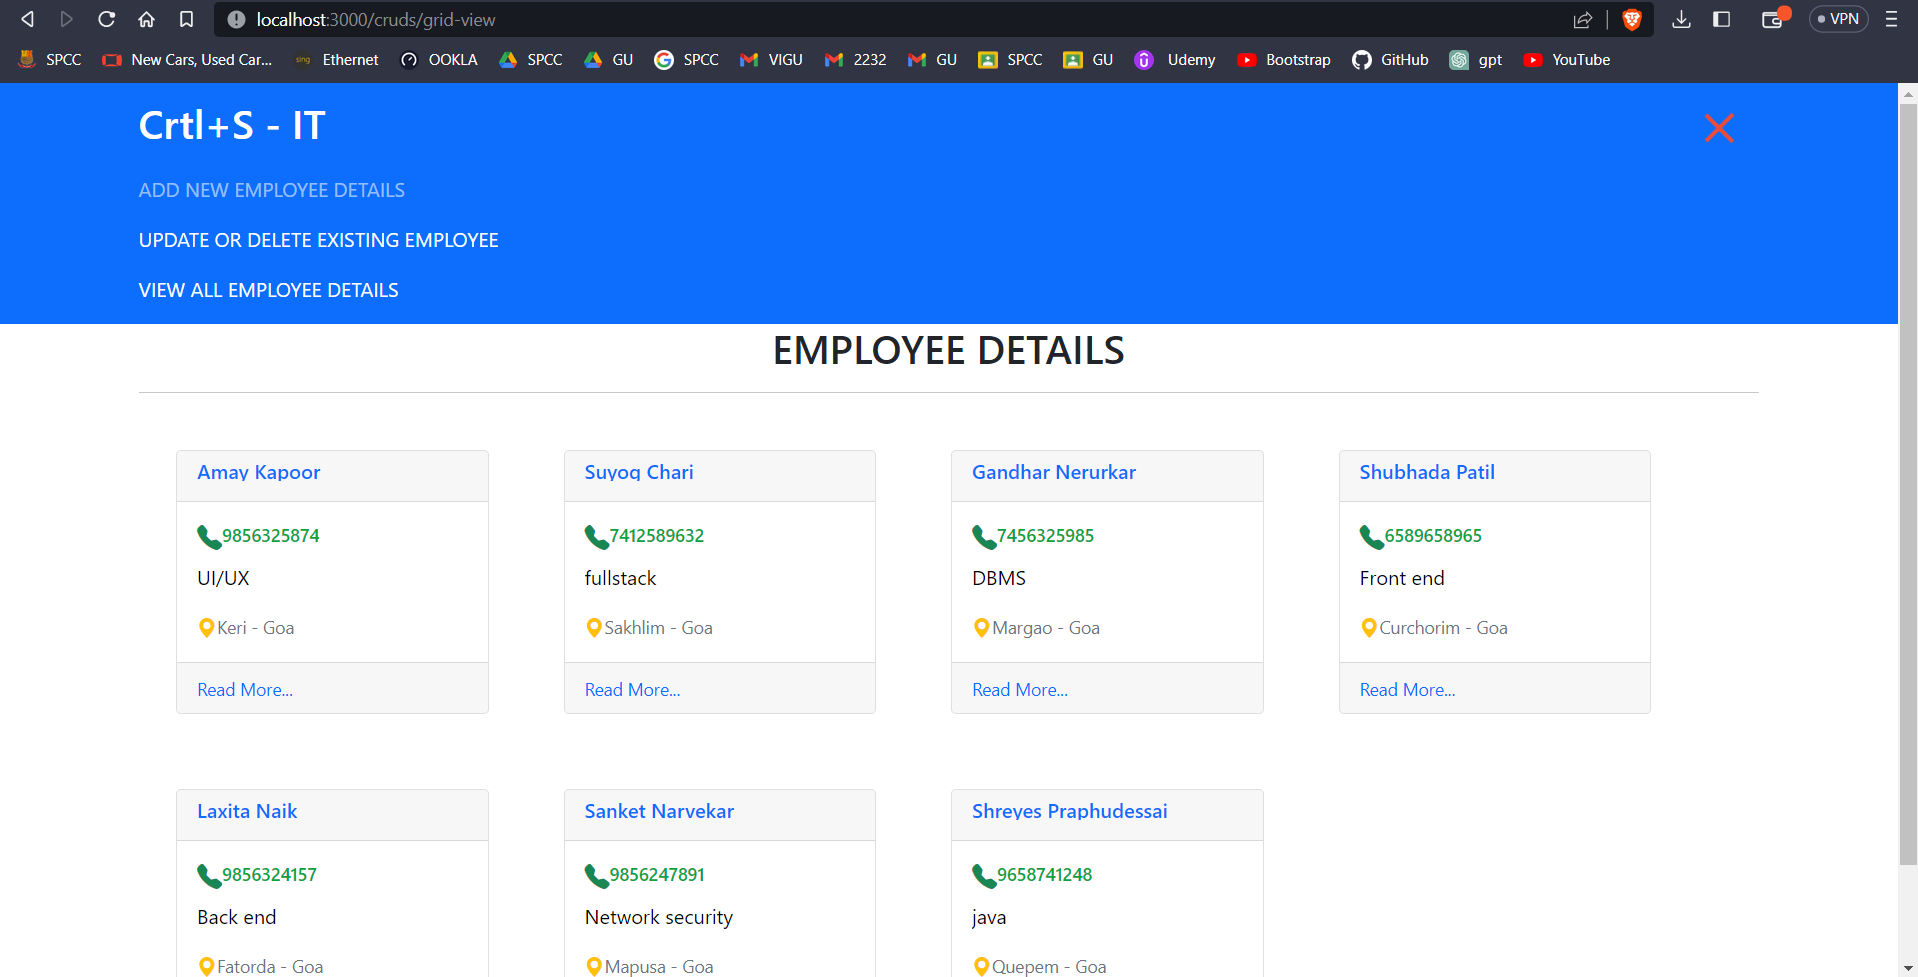 localhost:3000/cruds/grid-view
VPN
SPCC New Cars, Used Car... sing Ethernet OOKLA SPCC GU SPCC VIGU 2232 GU SPCC GU Udemy Bootstrap GitHub gpt YouTube
Crtl+S - IT
ADD NEW EMPLOYEE DETAILS
UPDATE OR DELETE EXISTING EMPLOYEE
VIEW ALL EMPLOYEE DETAILS
EMPLOYEE DETAILS
Amay Kapoor
9856325874
UI/UX
Keri - Goa
Read More...
Suyog Chari
7412589632
fullstack
Sakhlim - Goa
Read More...
Gandhar Nerurkar
7456325985
DBMS
Margao - Goa
Read More...
Shubhada Patil
6589658965
Front end
Curchorim - Goa
Read More...
Laxita Naik
9856324157
Back end
Fatorda - Goa
Sanket Narvekar
9856247891
Network security
Mapusa - Goa
Shreyes Praphudessai
9658741248
java
Quepem - Goa